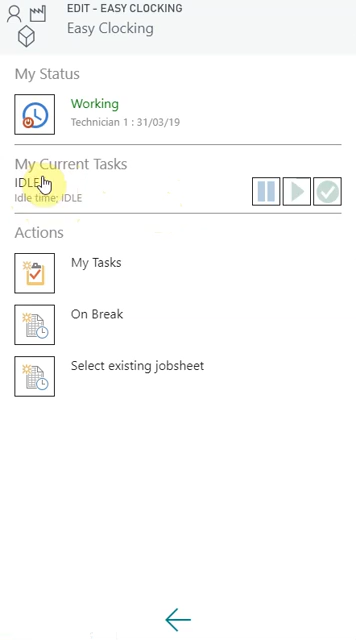 EDIT - EASY CLOCKING
Easy Clocking
My Status
Working
Technician 1 : 31/03/19
My Current Tasks
IDLE
Idle time; IDLE
Actions
My Tasks
On Break
Select existing jobsheet